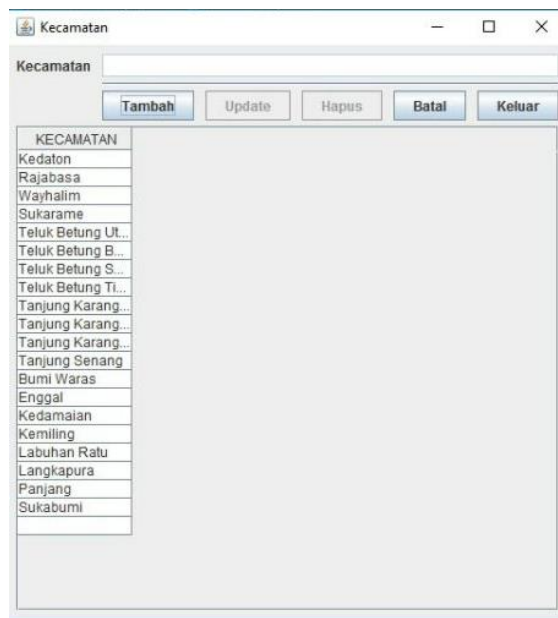 Kecamatan
Kecamatan
Tambah Update Hapus Batal Keluar
KECAMATAN
Kedaton
Rajabasa
Wayhalim
Sukarame
Teluk Betung Ut...
Teluk Betung B...
Teluk Betung S...
Teluk Betung Ti...
Tanjung Karang...
Tanjung Karang...
Tanjung Karang...
Tanjung Senang
Bumi Waras
Enggal
Kedamaian
Kemiling
Labuhan Ratu
Langkapura
Panjang
Sukabumi